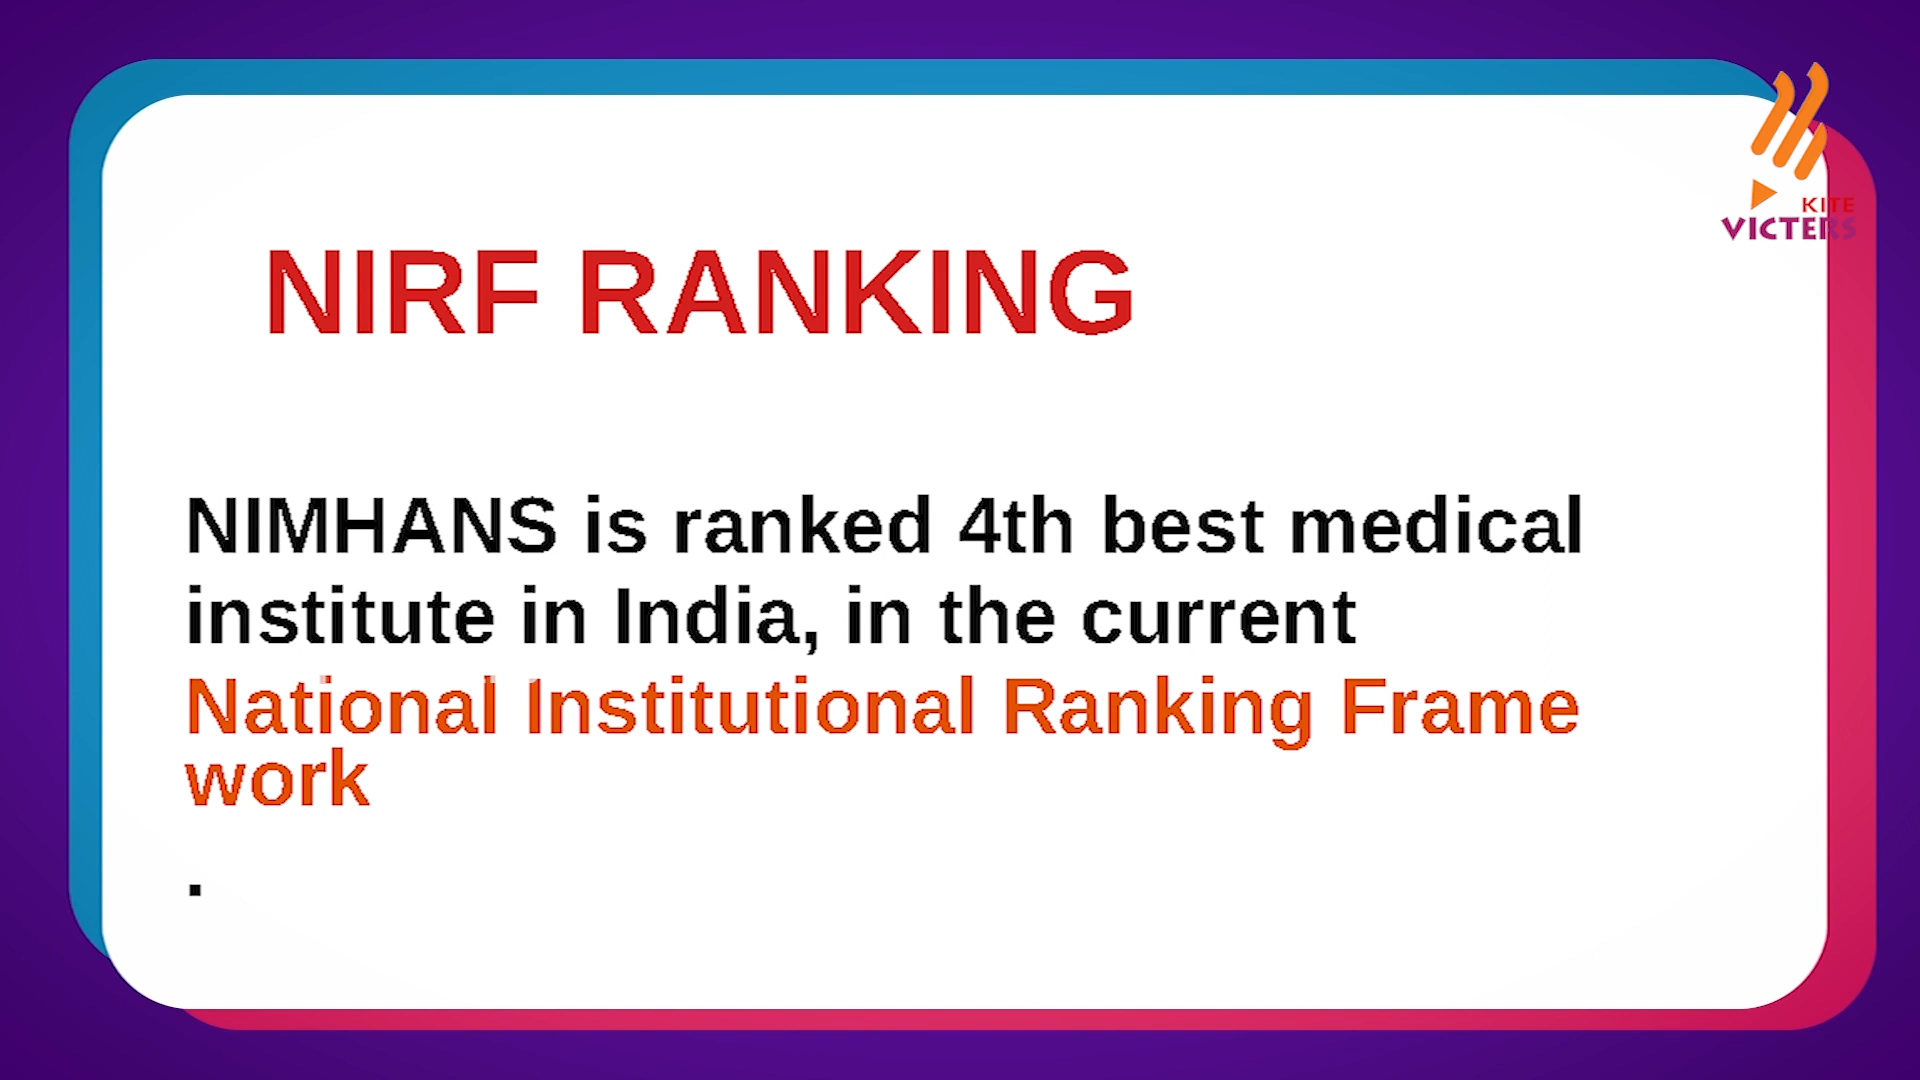 KITE
VICTERS
NIRF RANKING
NIMHANS is ranked 4th best medical
institute in India, in the current
National Institutional Ranking Frame
work
.